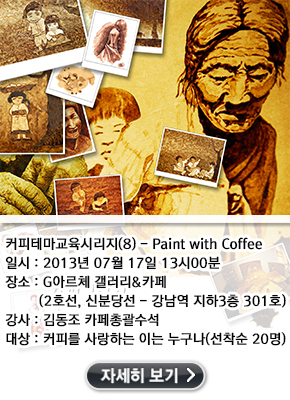 커피테마교육시리지(8) - Paint with Coffee
일시 : 2013년 07월 17일 13시00분
장소 : G아르체 갤러리&카페
(2호선, 신분당선 - 강남역 지하3층 301호)
강사 : 김동조 카페총괄수석
대상 : 커피를 사랑하는 이는 누구나(선착순 20명)
자세히 보기 >